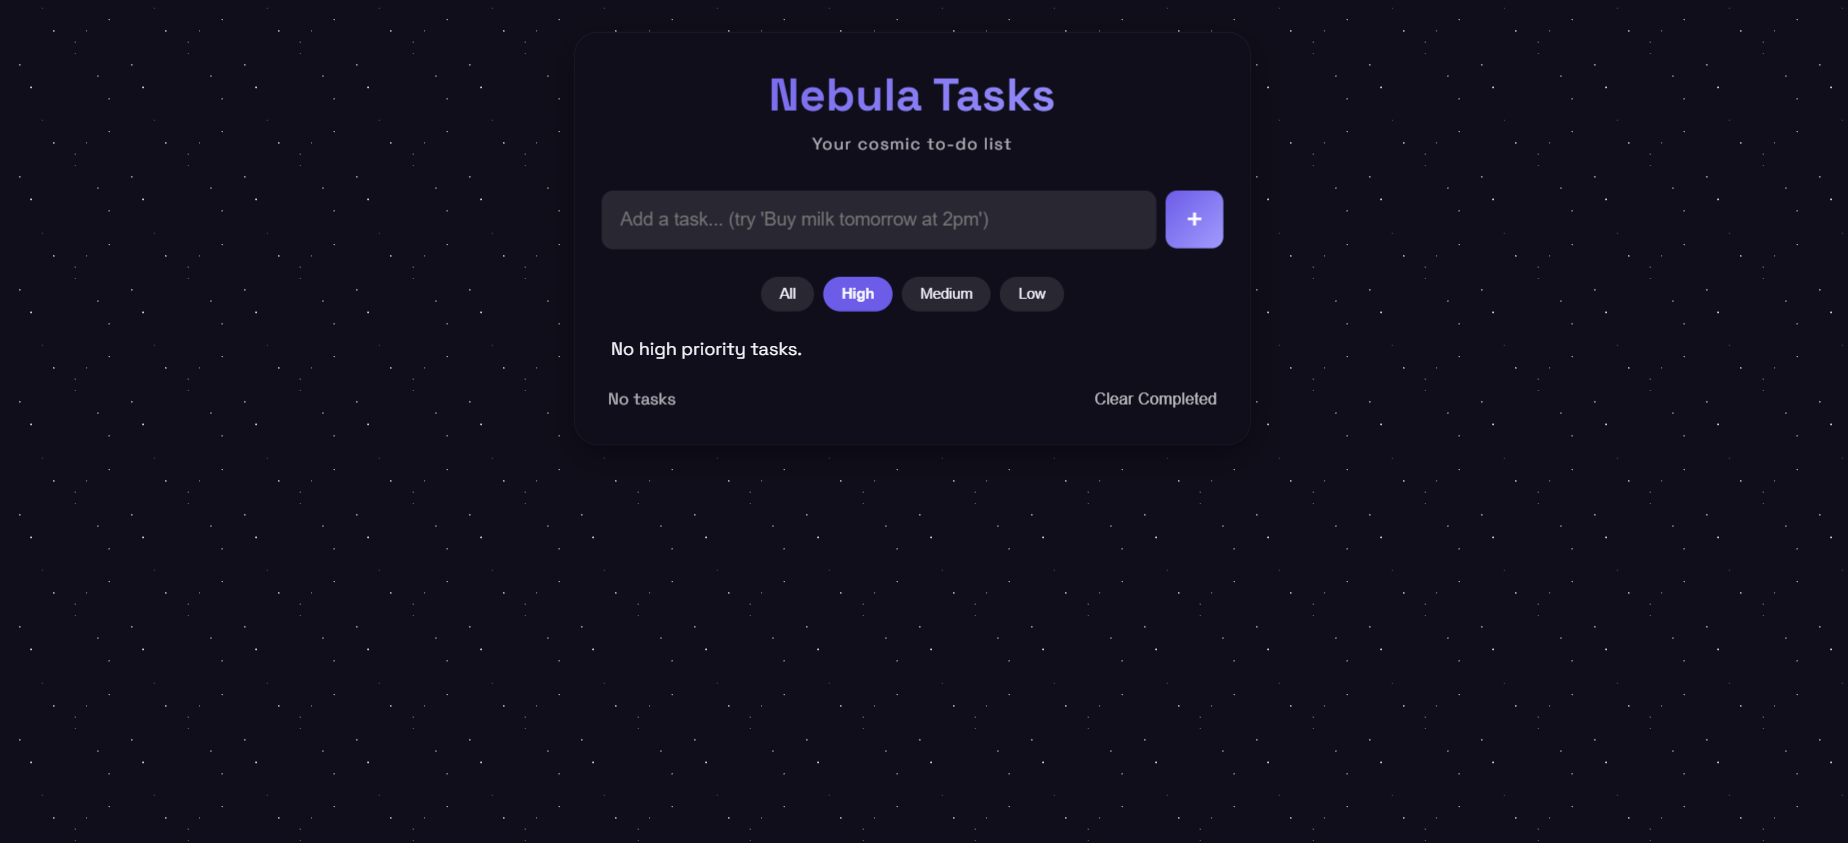 Nebula Tasks
Your cosmic to-do list
Add a task... (try 'Buy milk tomorrow at 2pm')
+
All High Medium Low
No high priority tasks.
No tasks Clear Completed